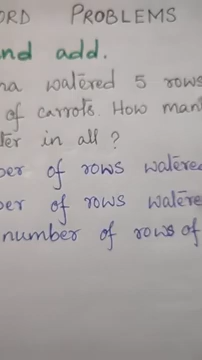 ORD PROBLEMS
nd add.
na watered 5 rows
of carrots. How man
ter in all ?
ber of rows watere
ber of rows watere
number of rows of